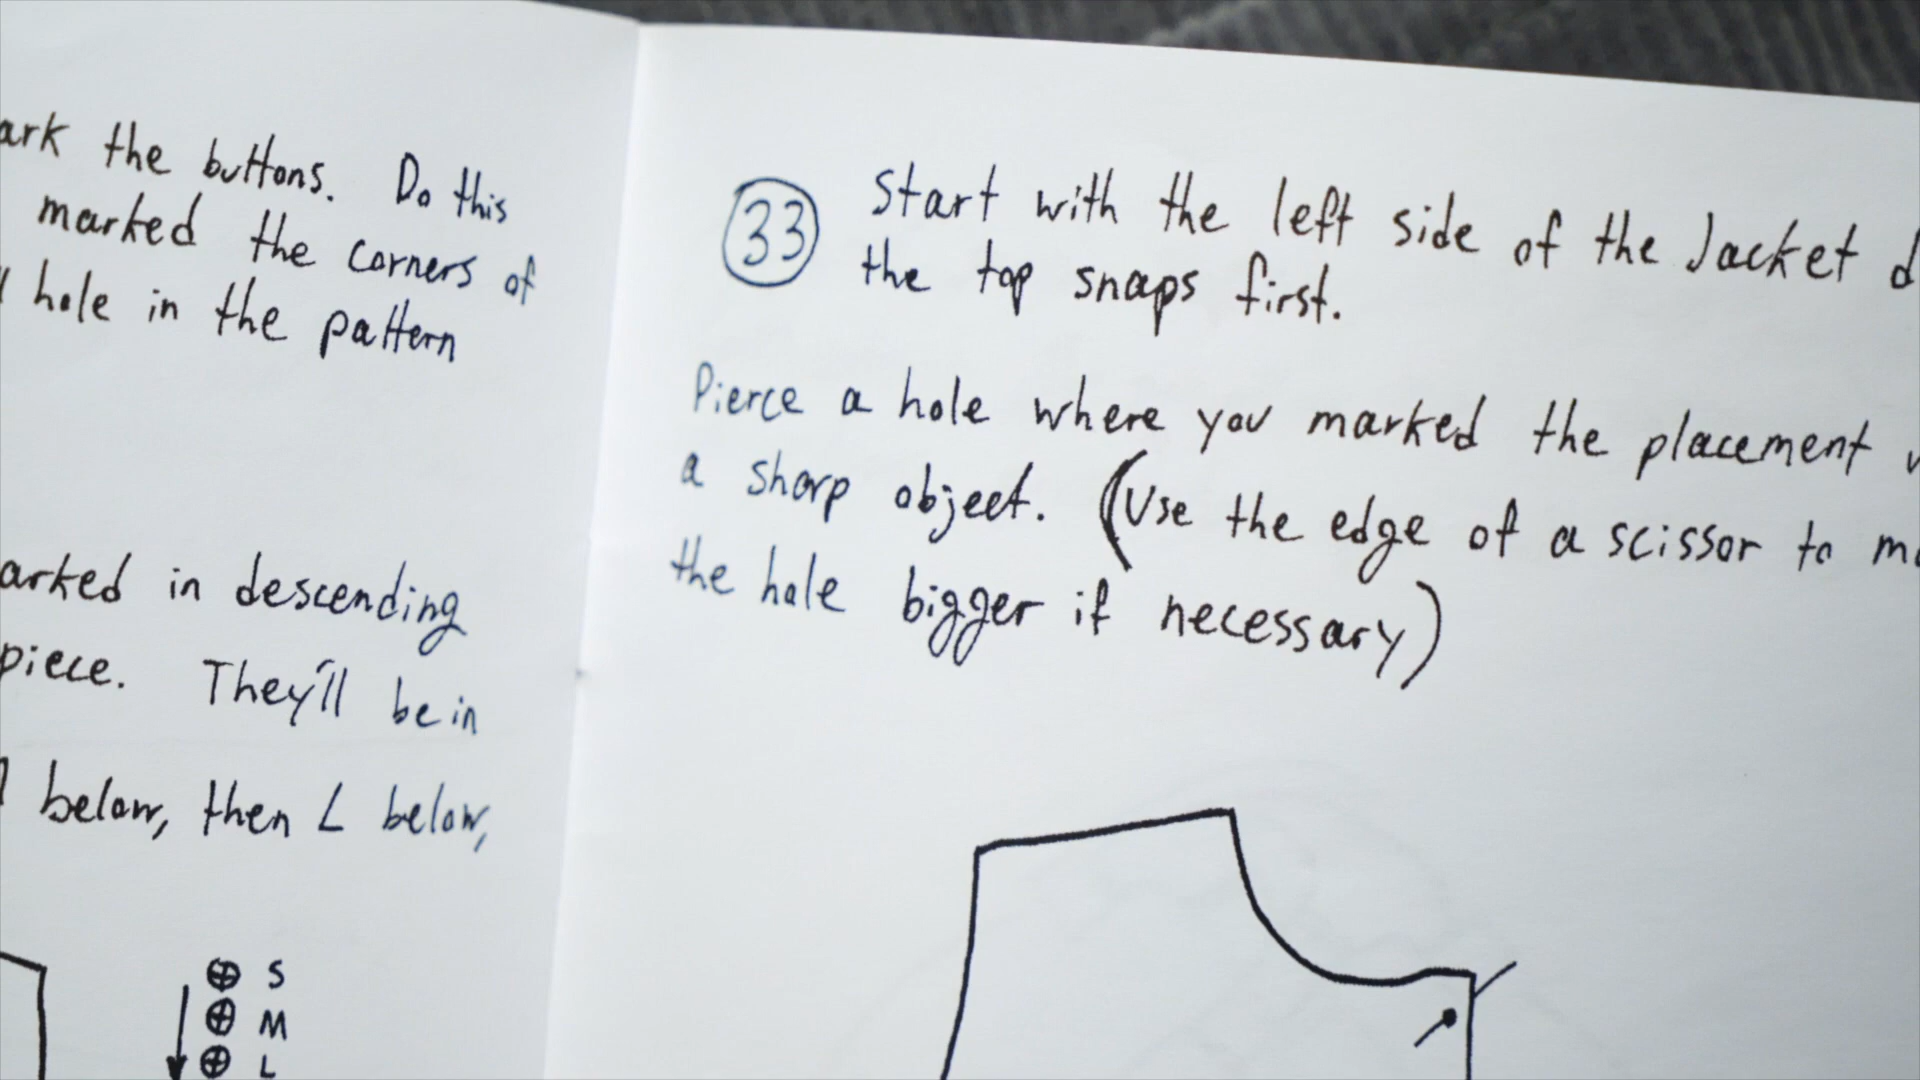 ark the buttons. Do this
marked the corners of
hole in the pattern
arked in descending
piece. They'll be in
below, then L below,
S
M
L
33
Start with the left side of the Jacket d
the top snaps first.
Pierce a hole where you marked the placement
a sharp object. (Use the edge of a scissor to m
the hole bigger if necessary)